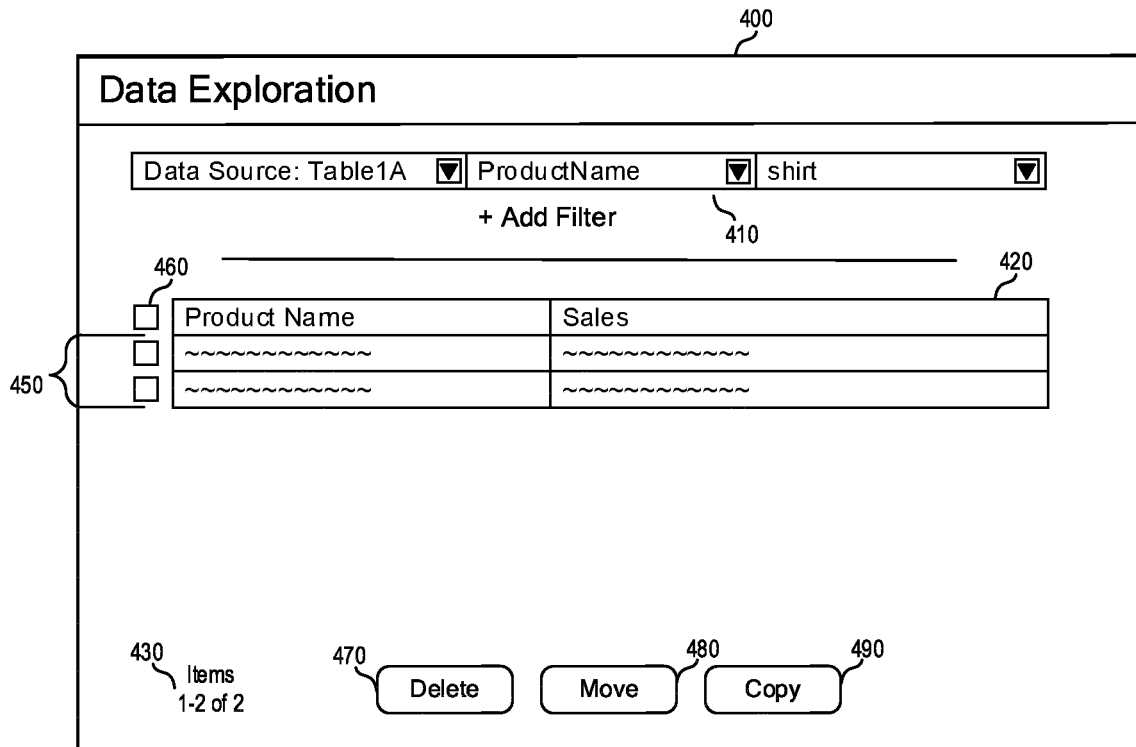 400
Data Exploration
Data Source: Table1A ProductName shirt
+ Add Filter
410
460
420
Product Name Sales
~~~~~~~~~~~~ ~~~~~~~~~~~~
450
~~~~~~~~~~~~ ~~~~~~~~~~~~
430
Items
1-2 of 2
470
Delete
480
Move
490
Copy